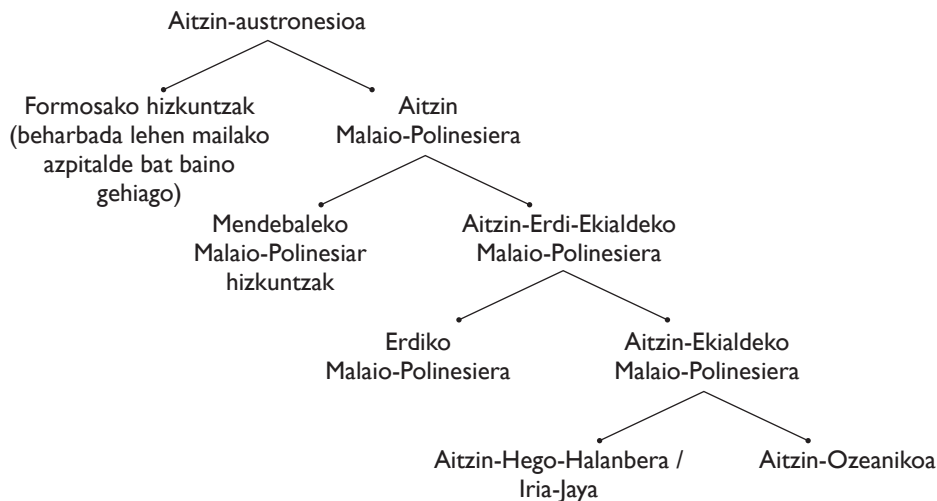 Aitzin-austronesioa
Formosako hizkuntzak
(beharbada lehen mailako
azpitalde bat baino
gehiago)
Aitzin
Malaio-Polinesiera
Mendebaleko
Malaio-Polinesiar
hizkuntzak
Aitzin-Erdi-Ekialdeko
Malaio-Polinesiera
Erdiko
Malaio-Polinesiera
Aitzin-Ekialdeko
Malaio-Polinesiera
Aitzin-Hego-Halanbera /
Iria-Jaya
Aitzin-Ozeanikoa